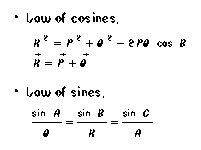 • Law of cosines,
R² = P² + Q² - 2PQ cos B
R⃗ = P⃗ + Q⃗
• Law of sines,
sin A / Q = sin B / R = sin C / A